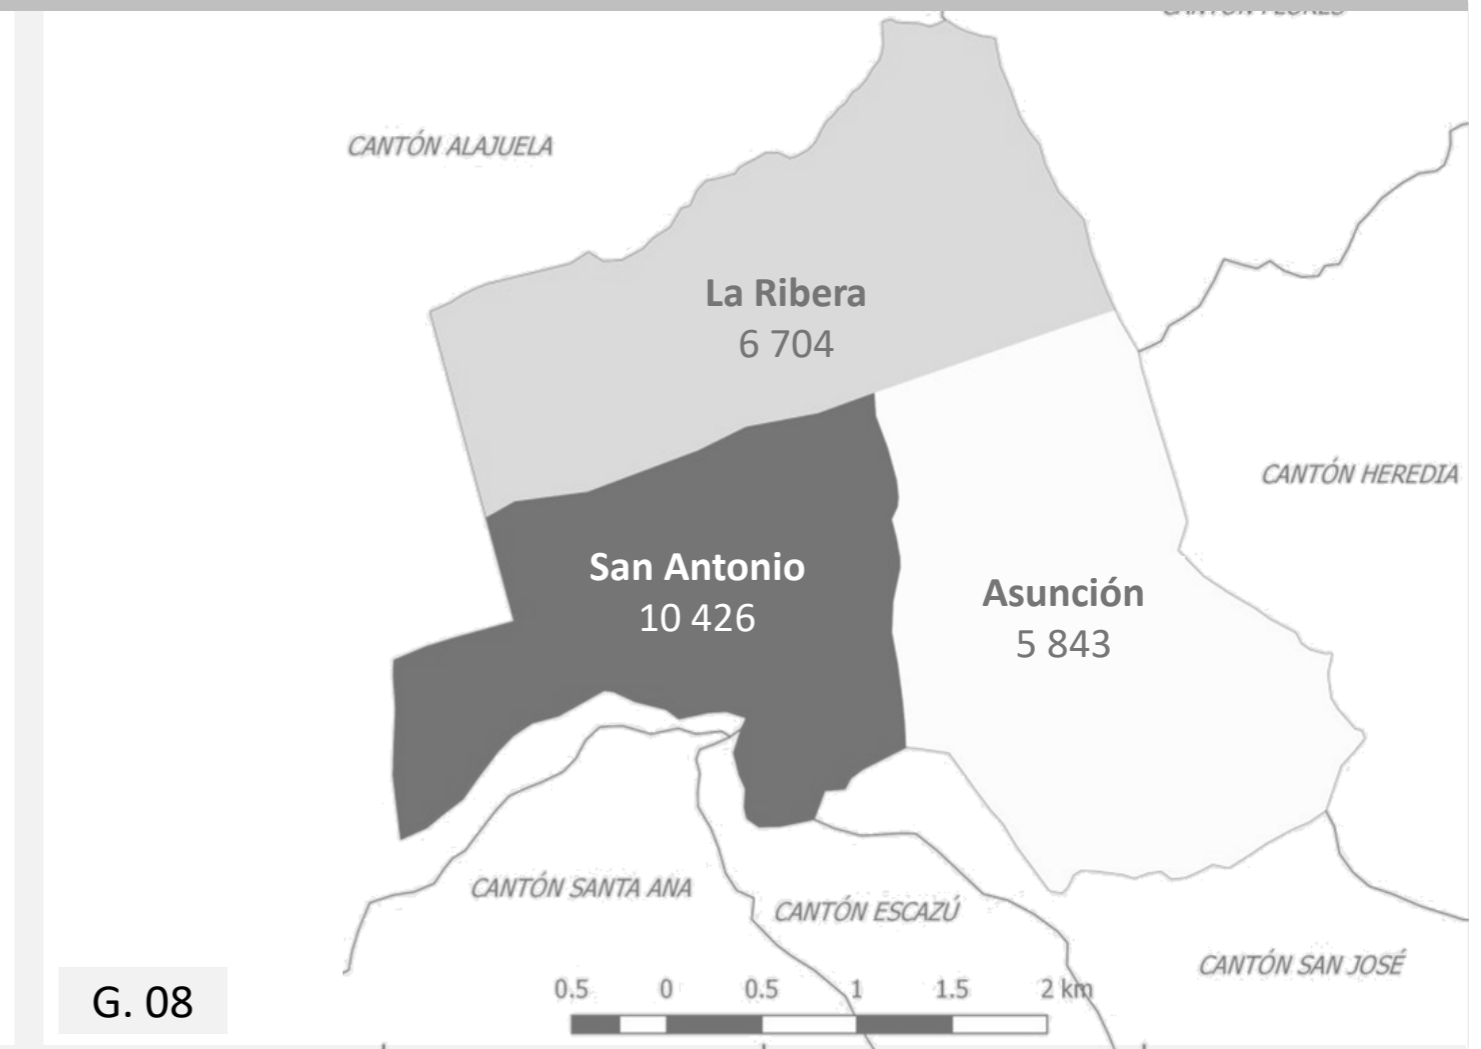 CANTÓN ALAJUELA
La Ribera
6 704
CANTÓN HEREDIA
San Antonio
10 426
Asunción
5 843
CANTÓN SANTA ANA
CANTÓN ESCAZÚ
CANTÓN SAN JOSÉ
G. 08
0.5 0 0.5 1 1.5 2 km